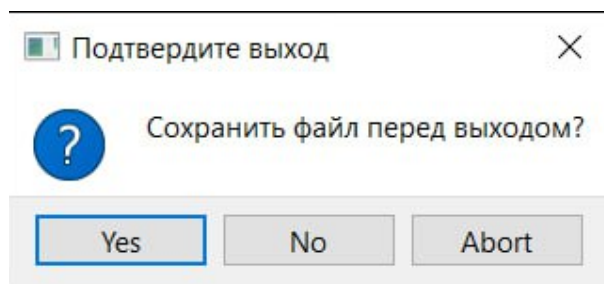 Подтвердите выход
Сохранить файл перед выходом?
Yes No Abort